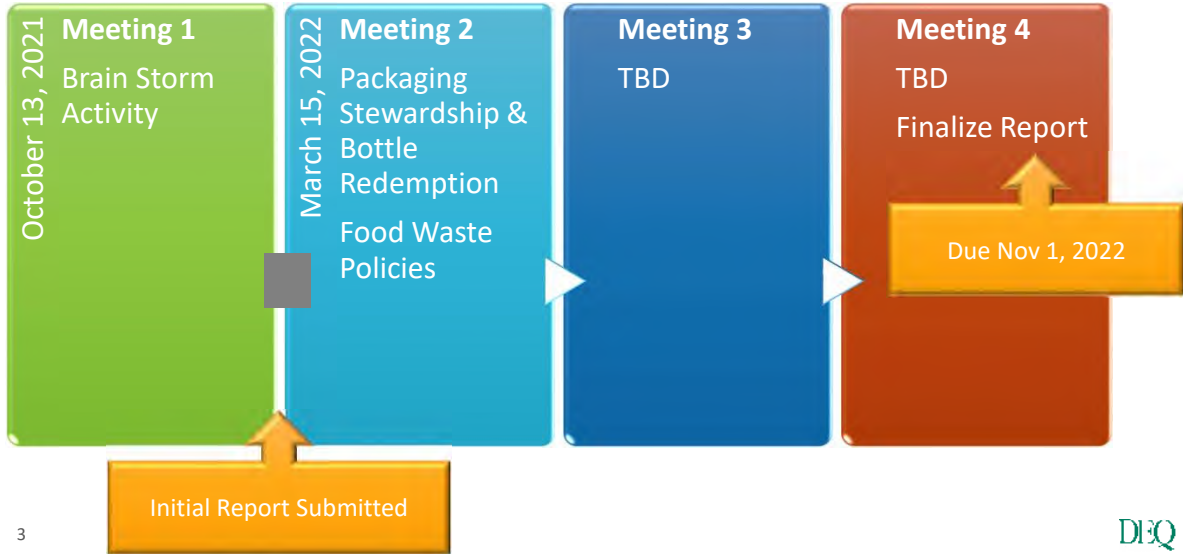 October 13, 2021
Meeting 1
Brain Storm
Activity
March 15, 2022
Meeting 2
Packaging
Stewardship &
Bottle
Redemption
Food Waste
Policies
Meeting 3
TBD
Meeting 4
TBD
Finalize Report
Due Nov 1, 2022
Initial Report Submitted
3
DEQ